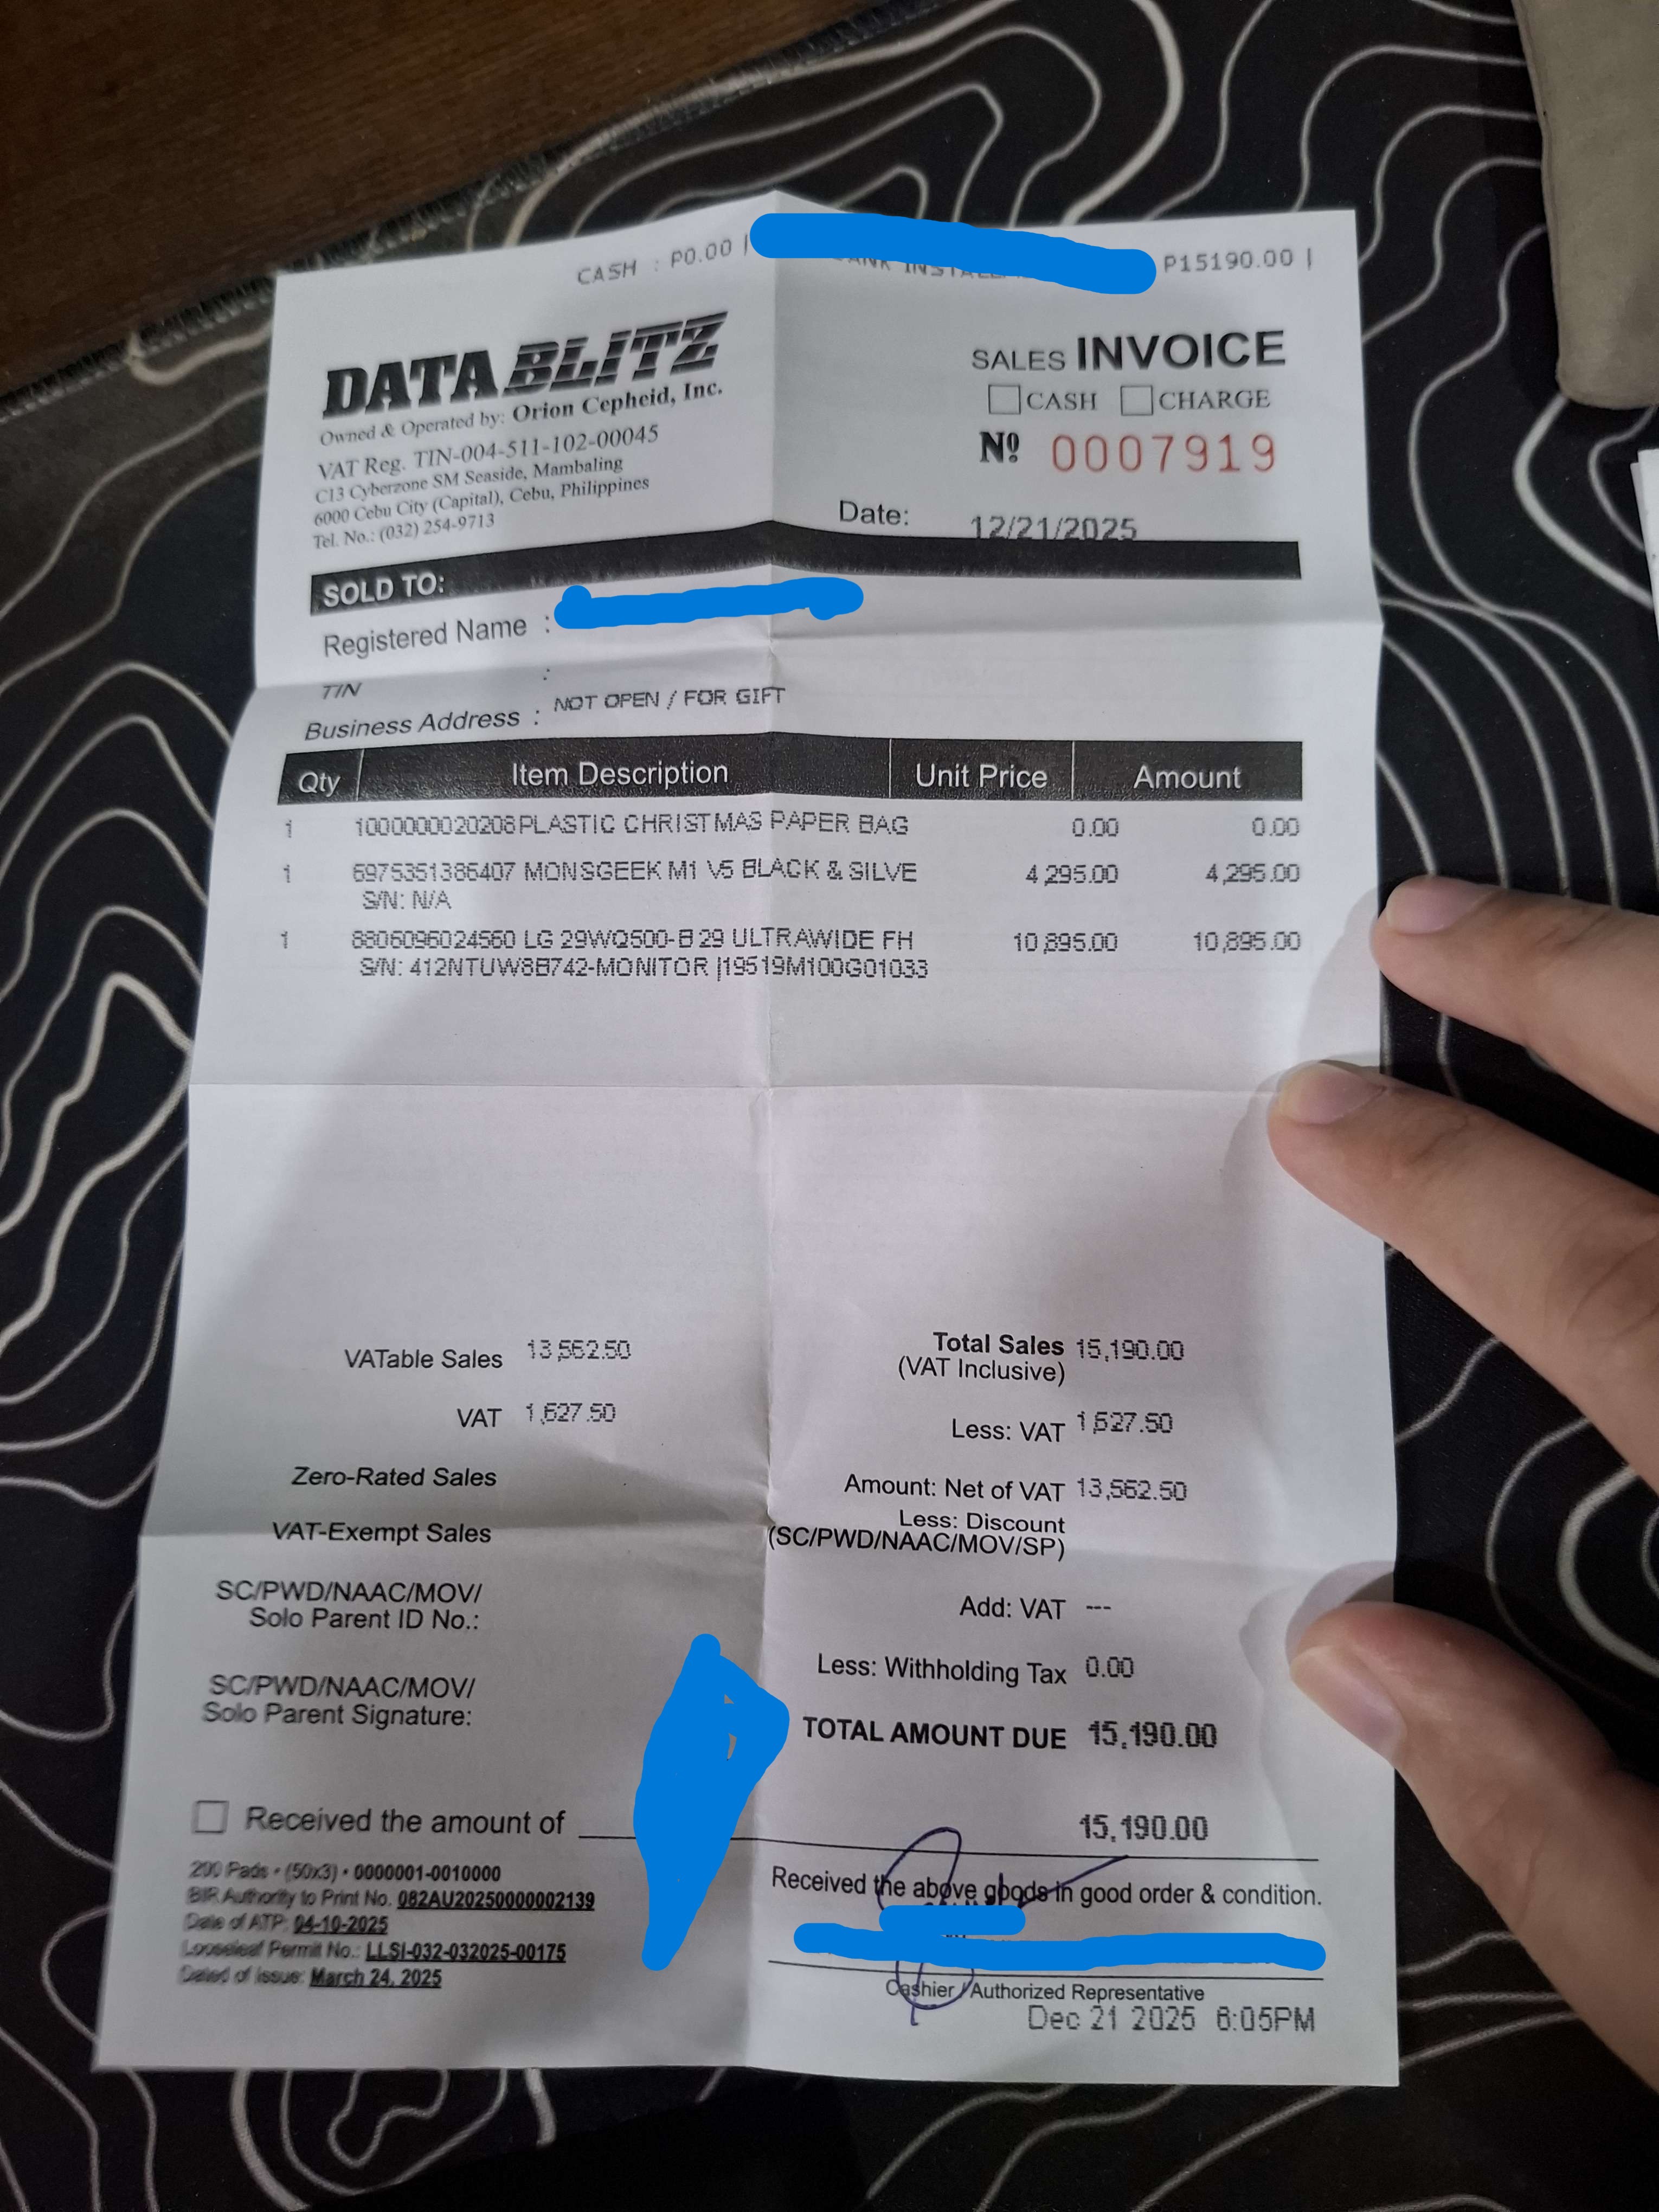 CASH : P0.00 | P15190.00 |
DATA BLITZ
Owned & Operated by: Orion Cepheid, Inc.
VAT Reg. TIN-004-511-102-00045
C13 Cyberzone SM Seaside, Mambaling
6000 Cebu City (Capital), Cebu, Philippines
Tel. No.: (032) 254-9713
SALES INVOICE
CASH CHARGE
Nº 0007919
Date: 12/21/2025
SOLD TO:
Registered Name :
TIN :
Business Address : NOT OPEN / FOR GIFT
Qty Item Description Unit Price Amount
1 1000000020208 PLASTIC CHRISTMAS PAPER BAG 0.00 0.00
1 6975351386407 MONSGEEK M1 V5 BLACK & SILVE 4,295.00 4,295.00
S/N: N/A
1 8806096024560 LG 29WQ500-B 29 ULTRAWIDE FH 10,895.00 10,895.00
S/N: 412NTUW8B742-MONITOR |19519M100G01033
VATable Sales 13,562.50
VAT 1,627.50
Zero-Rated Sales
VAT-Exempt Sales
SC/PWD/NAAC/MOV/
Solo Parent ID No.:
SC/PWD/NAAC/MOV/
Solo Parent Signature:
Total Sales 15,190.00
(VAT Inclusive)
Less: VAT 1,627.50
Amount: Net of VAT 13,562.50
Less: Discount
(SC/PWD/NAAC/MOV/SP)
Add: VAT ---
Less: Withholding Tax 0.00
TOTAL AMOUNT DUE 15,190.00
Received the amount of 15,190.00
200 Pads • (50x3) • 0000001-0010000
BIR Authority to Print No. 082AU20250000002139
Date of ATP: 04-10-2025
Looseleaf Permit No.: LLSI-032-032025-00175
Dated of Issue: March 24, 2025
Received the above goods in good order & condition.
Cashier / Authorized Representative
Dec 21 2025 6:05PM